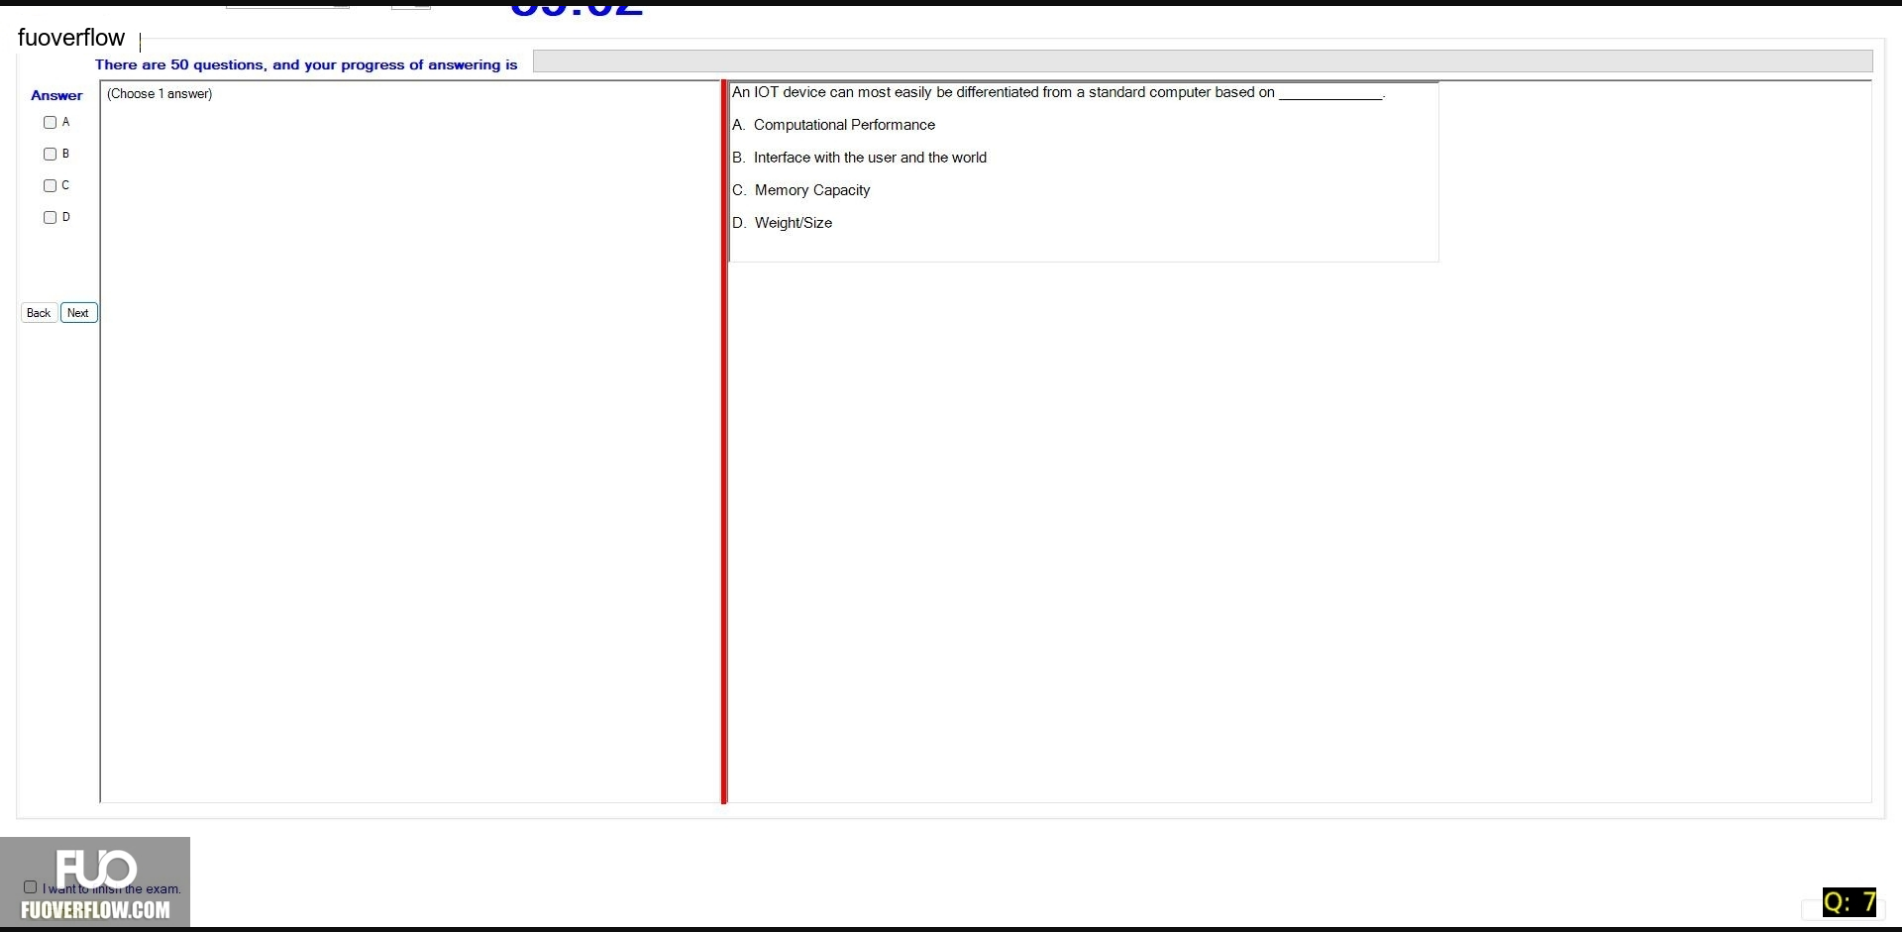 fuoverflow
There are 50 questions, and your progress of answering is
Answer
(Choose 1 answer)
A
B
C
D
Back Next
An IOT device can most easily be differentiated from a standard computer based on _____________.
A. Computational Performance
B. Interface with the user and the world
C. Memory Capacity
D. Weight/Size
FUO
I want to finish the exam.
FUOVERFLOW.COM
Q: 7